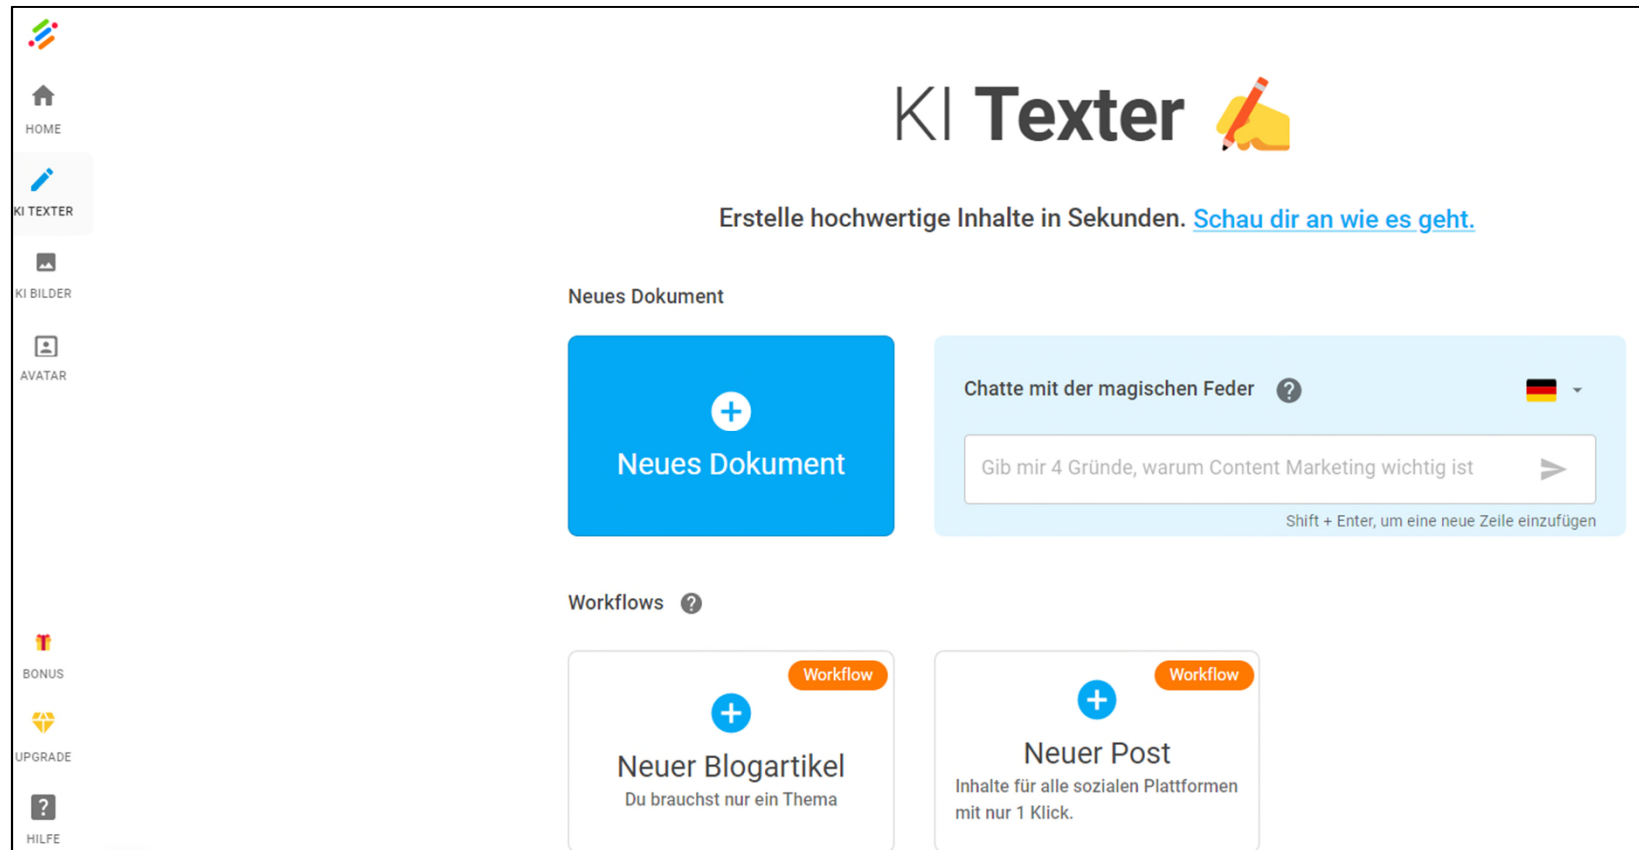 HOME
KI TEXTER
KI BILDER
AVATAR
BONUS
UPGRADE
HILFE
KI Texter
Erstelle hochwertige Inhalte in Sekunden. Schau dir an wie es geht.
Neues Dokument
Neues Dokument
Chatte mit der magischen Feder ?
Gib mir 4 Gründe, warum Content Marketing wichtig ist
Shift + Enter, um eine neue Zeile einzufügen
Workflows ?
Workflow
Neuer Blogartikel
Du brauchst nur ein Thema
Workflow
Neuer Post
Inhalte für alle sozialen Plattformen
mit nur 1 Klick.